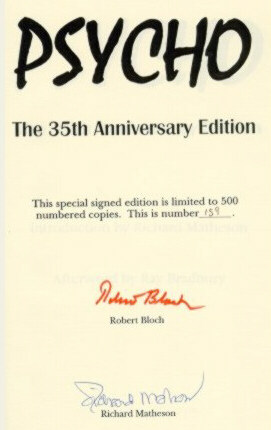 PSYCHO
The 35th Anniversary Edition
This special signed edition is limited to 500
numbered copies. This is number 159.
Robert Bloch
Robert Bloch
Richard Matheson
Richard Matheson